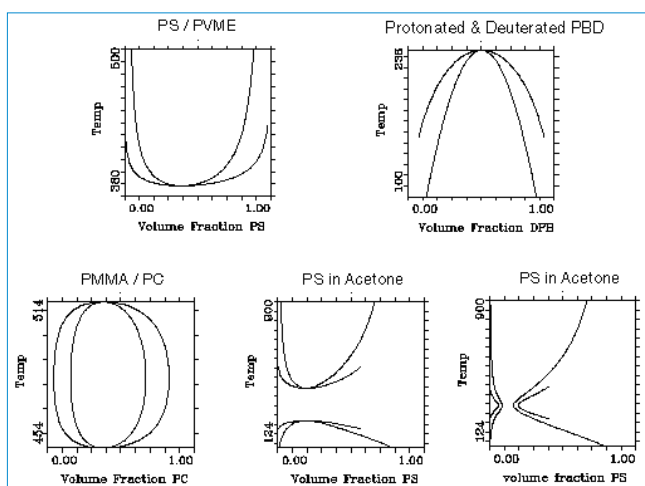 PS / PVME
Protonated & Deuterated PBD
500
380
Temp
0.00 1.00
Volume Fraction PS
235
160
Temp
0.00 1.00
Volume Fraction DPB
PMMA / PC
PS in Acetone
PS in Acetone
514
454
Temp
0.00 1.00
Volume Fraction PC
900
124
Temp
0.00 1.00
Volume Fraction PS
900
124
Temp
0.00 1.00
volume fraction PS